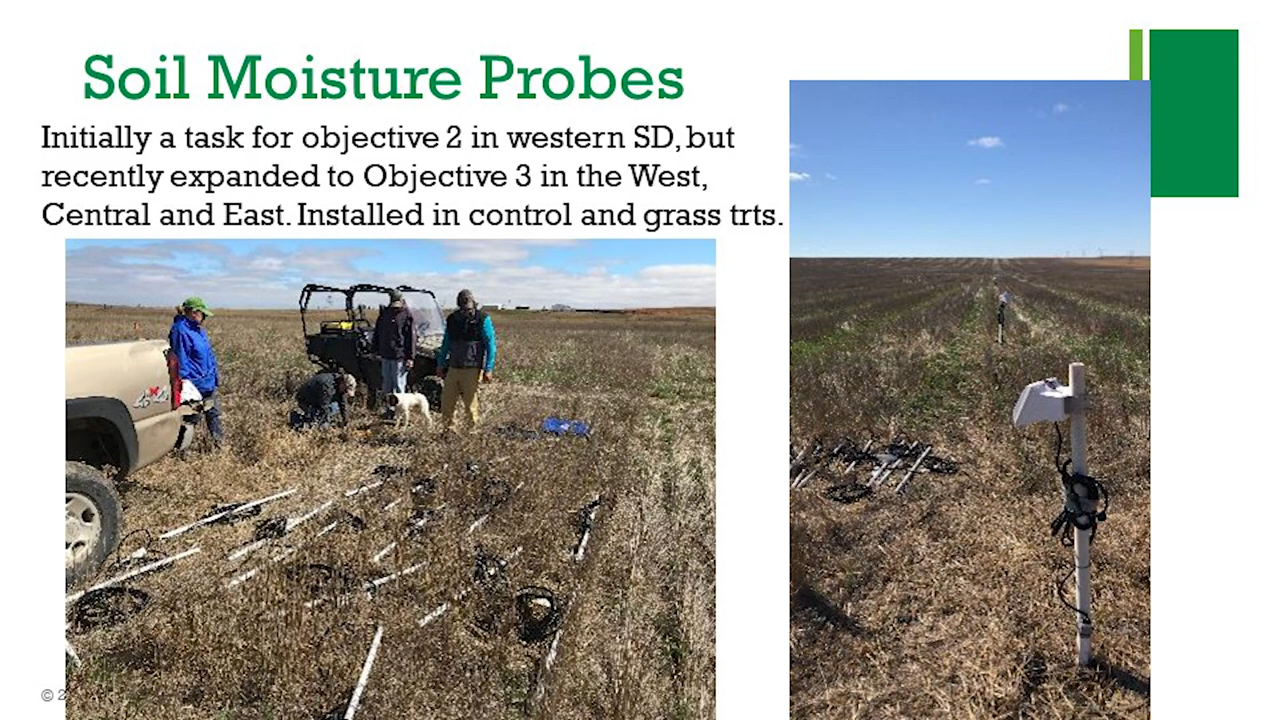 Soil Moisture Probes
Initially a task for objective 2 in western SD, but
recently expanded to Objective 3 in the West,
Central and East. Installed in control and grass trts.
4x4
© 2